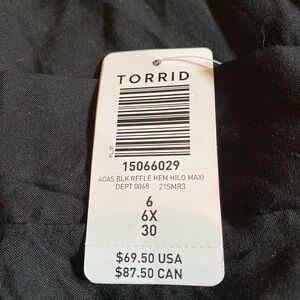 TORRID
15066029
4CAS BLK RFFLE HEM HILO MAXI
DEPT 0068 21SMR3
6
6X
30
$69.50 USA
$87.50 CAN